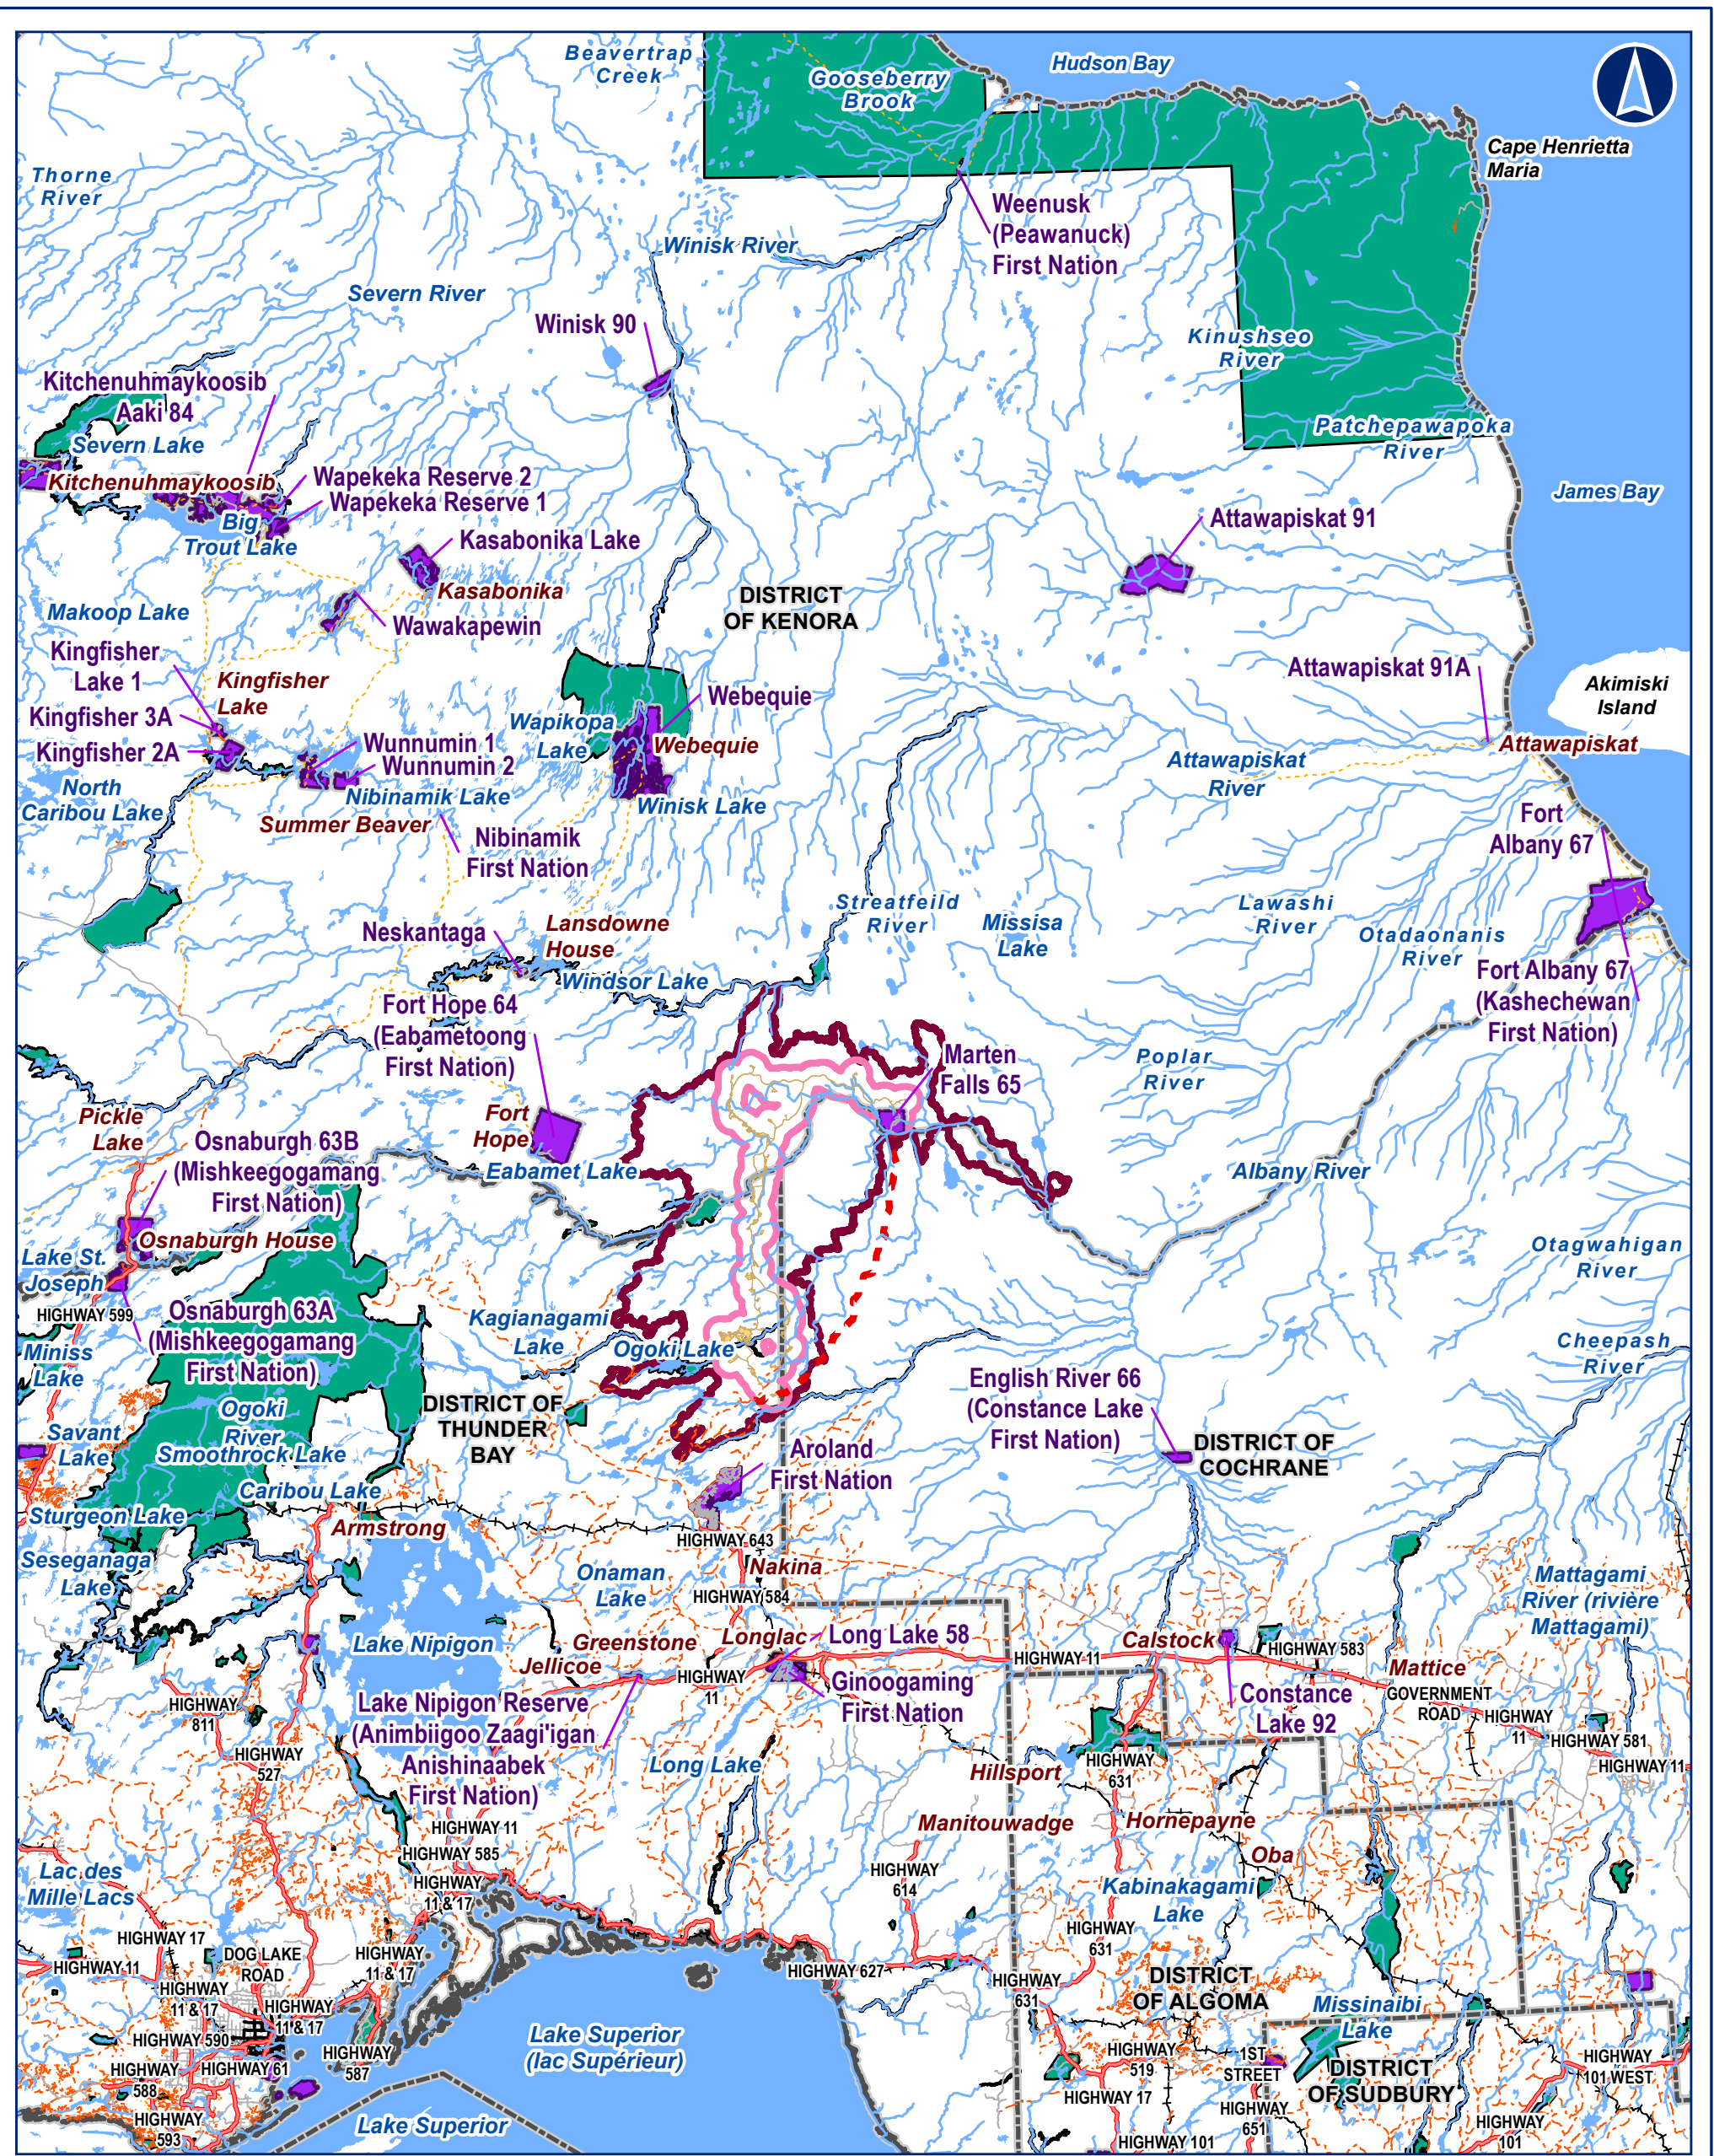 Beavertrap
Creek
Gooseberry
Brook
Hudson Bay
Cape Henrietta
Maria
Thorne
River
Weenusk
(Peawanuck)
First Nation
Winisk River
Severn River
Winisk 90
Kinushseo
River
Kitchenuhmaykoosib
Aaki 84
Patchepawapoka
River
Severn Lake
Kitchenuhmaykoosib
Wapekeka Reserve 2
Wapekeka Reserve 1
James Bay
Big
Trout Lake
Attawapiskat 91
Kasabonika Lake
Kasabonika
DISTRICT
OF KENORA
Makoop Lake
Wawakapewin
Kingfisher
Lake 1
Kingfisher
Lake
Attawapiskat 91A
Akimiski
Island
Webequie
Kingfisher 3A
Wapikopa
Lake
Webequie
Kingfisher 2A
Wunnumin 1
Wunnumin 2
Attawapiskat
Attawapiskat
River
North
Caribou Lake
Nibinamik Lake
Winisk Lake
Summer Beaver
Nibinamik
First Nation
Fort
Albany 67
Streatfeild
River
Missisa
Lake
Lawashi
River
Otadaonanis
River
Neskantaga
Lansdowne
House
Windsor Lake
Fort Albany 67
(Kashechewan
First Nation)
Fort Hope 64
(Eabametoong
First Nation)
Marten
Falls 65
Poplar
River
Pickle
Lake
Fort
Hope
Osnaburgh 63B
(Mishkeegogamang
First Nation)
Eabamet Lake
Albany River
Osnaburgh House
Lake St.
Joseph
Otagwahigan
River
HIGHWAY 599
Osnaburgh 63A
(Mishkeegogamang
First Nation)
Kagianagami
Lake
Ogoki Lake
Miniss
Lake
Cheepash
River
English River 66
(Constance Lake
First Nation)
DISTRICT OF
THUNDER
BAY
Ogoki
River
Savant
Lake
Smoothrock Lake
Aroland
First Nation
DISTRICT OF
COCHRANE
Caribou Lake
Sturgeon Lake
Armstrong
HIGHWAY 643
Seseganaga
Lake
Nakina
Onaman
Lake
HIGHWAY 584
Mattagami
River (rivière
Mattagami)
Lake Nipigon
Greenstone
Longlac
Long Lake 58
Calstock
HIGHWAY 583
Jellicoe
HIGHWAY
11
HIGHWAY 11
Mattice
Ginoogaming
First Nation
Lake Nipigon Reserve
(Animbiigoo Zaagi'igan
Anishinaabek
First Nation)
Constance
Lake 92
GOVERNMENT
ROAD
HIGHWAY
11
HIGHWAY
811
HIGHWAY 581
HIGHWAY
527
Long Lake
HIGHWAY
631
HIGHWAY 11
Hillsport
Manitouwadge
Hornepayne
HIGHWAY 11
HIGHWAY 585
Oba
HIGHWAY
11 & 17
HIGHWAY
614
Lac des
Mille Lacs
Kabinakagami
Lake
HIGHWAY 17
HIGHWAY
631
DOG LAKE
ROAD
HIGHWAY
11 & 17
HIGHWAY 11
HIGHWAY 627
HIGHWAY
631
DISTRICT
OF ALGOMA
HIGHWAY
11 & 17
HIGHWAY
11 & 17
Missinaibi
Lake
HIGHWAY 590
Lake Superior
(lac Supérieur)
HIGHWAY
587
HIGHWAY
519
1ST
STREET
HIGHWAY
101 WEST
HIGHWAY
588
HIGHWAY 61
DISTRICT
OF SUDBURY
HIGHWAY 17
HIGHWAY
593
Lake Superior
HIGHWAY
651
HIGHWAY
101
HIGHWAY 101